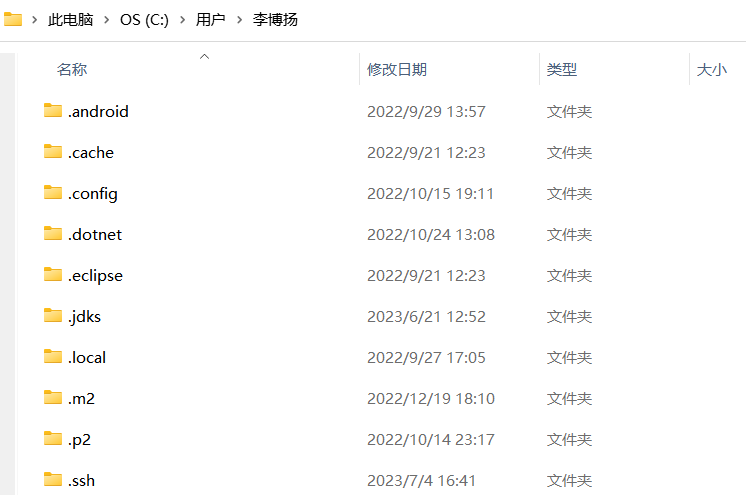 此电脑 > OS (C:) > 用户 > 李博扬
名称 修改日期 类型 大小
.android 2022/9/29 13:57 文件夹
.cache 2022/9/21 12:23 文件夹
.config 2022/10/15 19:11 文件夹
.dotnet 2022/10/24 13:08 文件夹
.eclipse 2022/9/21 12:23 文件夹
.jdks 2023/6/21 12:52 文件夹
.local 2022/9/27 17:05 文件夹
.m2 2022/12/19 18:10 文件夹
.p2 2022/10/14 23:17 文件夹
.ssh 2023/7/4 16:41 文件夹